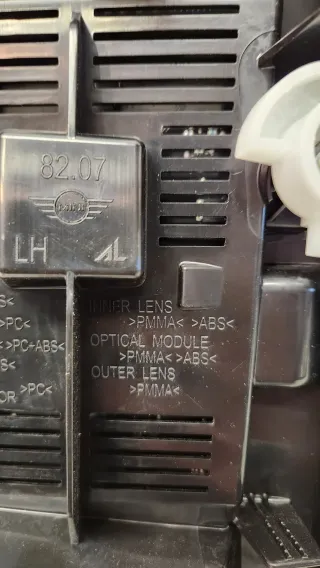 82.07
LH AL
INNER LENS
>PC< >PMMA< >ABS<
>PC+ABS< OPTICAL MODULE
>PMMA< >ABS<
OUTER LENS
>PC< >PMMA<